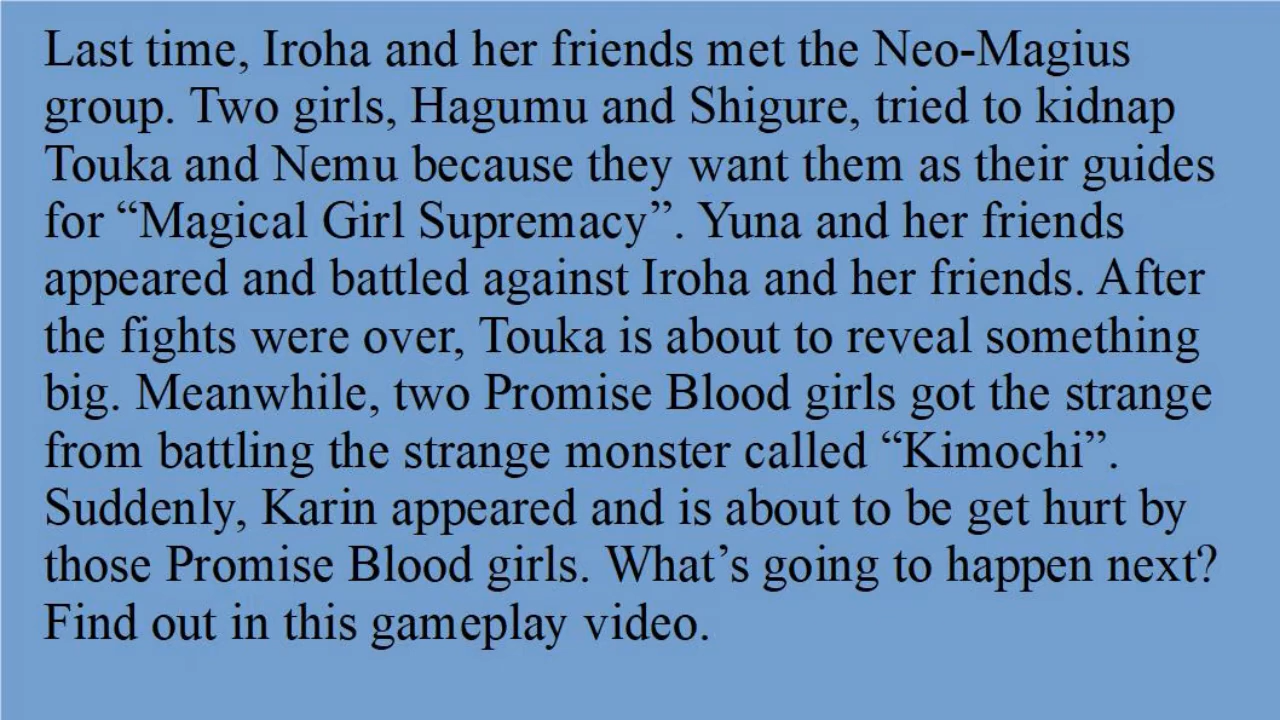 Last time, Iroha and her friends met the Neo-Magius
group. Two girls, Hagumu and Shigure, tried to kidnap
Touka and Nemu because they want them as their guides
for “Magical Girl Supremacy”. Yuna and her friends
appeared and battled against Iroha and her friends. After
the fights were over, Touka is about to reveal something
big. Meanwhile, two Promise Blood girls got the strange
from battling the strange monster called “Kimochi”.
Suddenly, Karin appeared and is about to be get hurt by
those Promise Blood girls. What’s going to happen next?
Find out in this gameplay video.